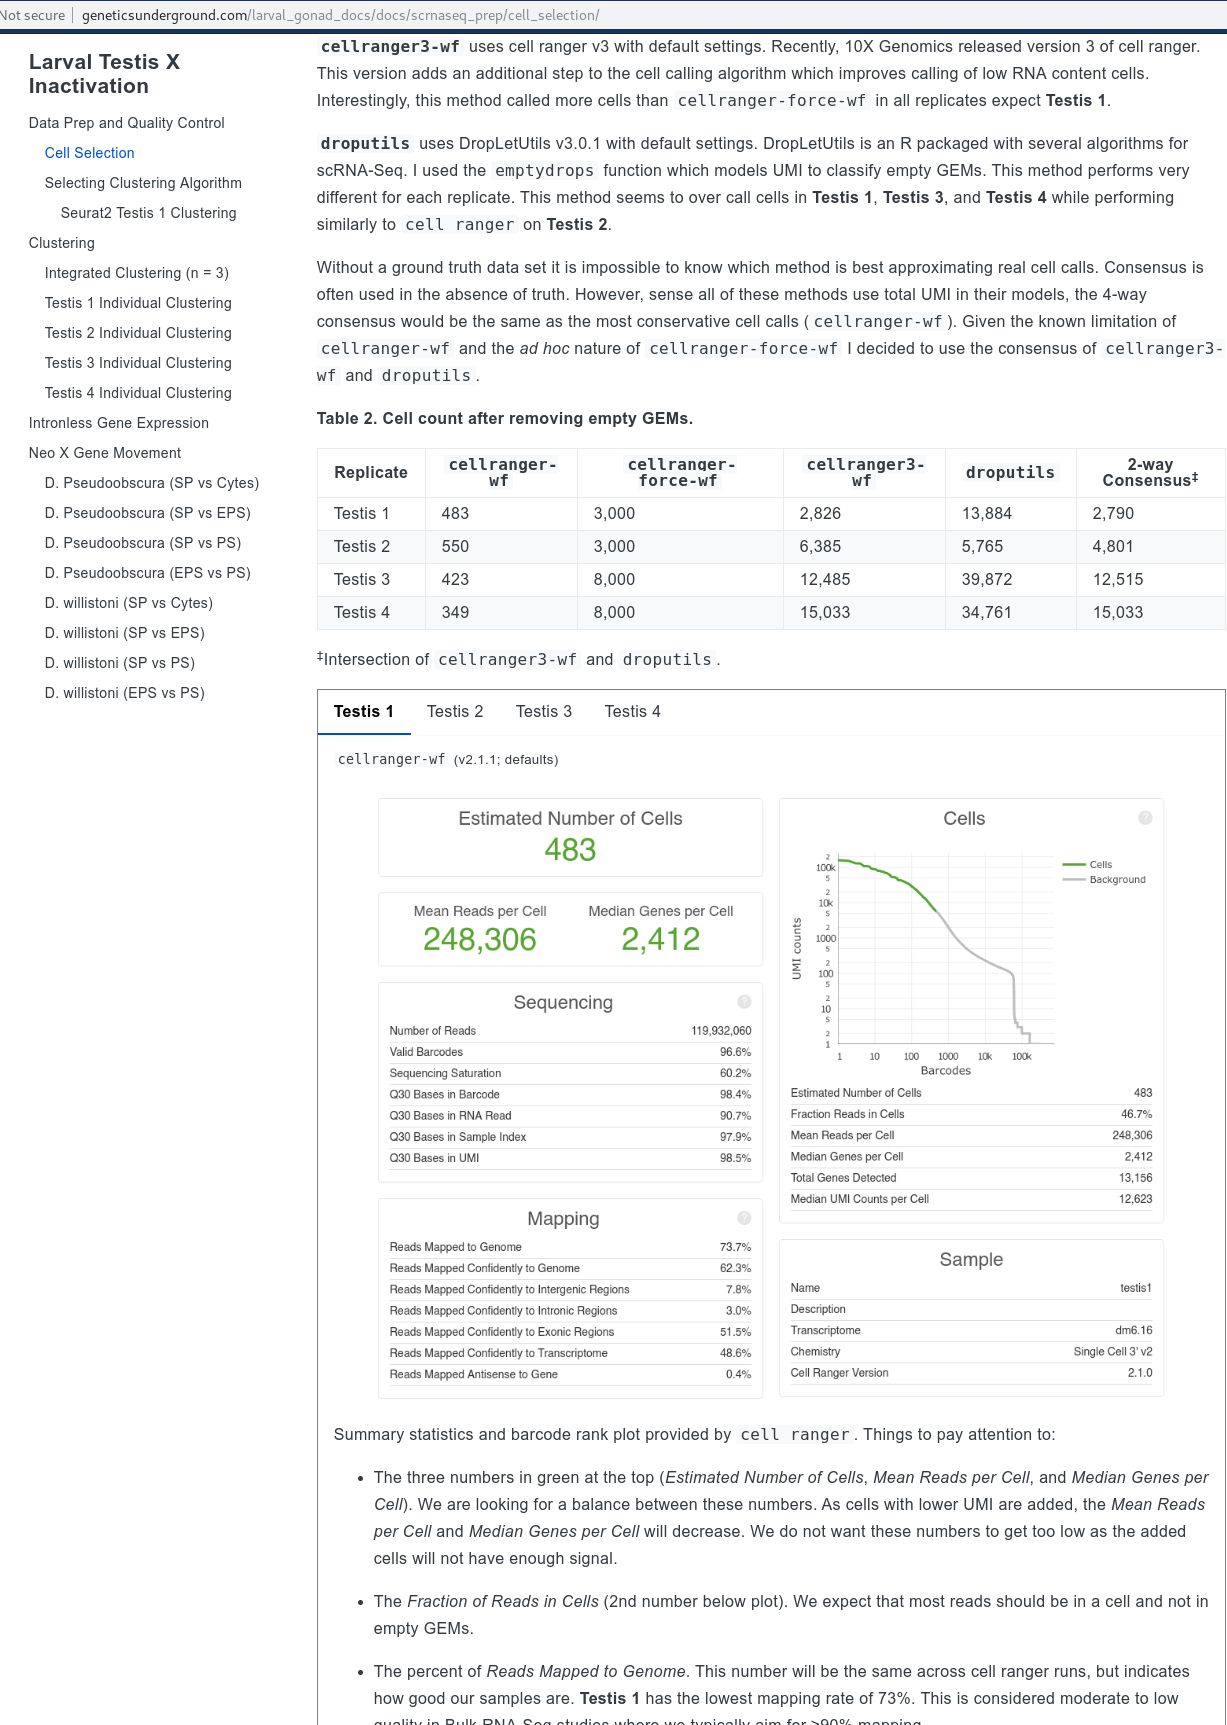 Not secure | geneticsunderground.com/larval_gonad_docs/docs/scrnaseq_prep/cell_selection/
Larval Testis X
Inactivation
Data Prep and Quality Control
Cell Selection
Selecting Clustering Algorithm
Seurat2 Testis 1 Clustering
Clustering
Integrated Clustering (n = 3)
Testis 1 Individual Clustering
Testis 2 Individual Clustering
Testis 3 Individual Clustering
Testis 4 Individual Clustering
Intronless Gene Expression
Neo X Gene Movement
D. Pseudoobscura (SP vs Cytes)
D. Pseudoobscura (SP vs EPS)
D. Pseudoobscura (SP vs PS)
D. Pseudoobscura (EPS vs PS)
D. willistoni (SP vs Cytes)
D. willistoni (SP vs EPS)
D. willistoni (SP vs PS)
D. willistoni (EPS vs PS)
cellranger3-wf uses cell ranger v3 with default settings. Recently, 10X Genomics released version 3 of cell ranger.
This version adds an additional step to the cell calling algorithm which improves calling of low RNA content cells.
Interestingly, this method called more cells than cellranger-force-wf in all replicates expect Testis 1.
droputils uses DropLetUtils v3.0.1 with default settings. DropLetUtils is an R packaged with several algorithms for
scRNA-Seq. I used the emptydrops function which models UMI to classify empty GEMs. This method performs very
different for each replicate. This method seems to over call cells in Testis 1, Testis 3, and Testis 4 while performing
similarly to cell ranger on Testis 2.
Without a ground truth data set it is impossible to know which method is best approximating real cell calls. Consensus is
often used in the absence of truth. However, sense all of these methods use total UMI in their models, the 4-way
consensus would be the same as the most conservative cell calls ( cellranger-wf ). Given the known limitation of
cellranger-wf and the ad hoc nature of cellranger-force-wf I decided to use the consensus of cellranger3-
wf and droputils .
Table 2. Cell count after removing empty GEMs.
Replicate cellranger-wf cellranger-force-wf cellranger3-wf droputils 2-way Consensus‡
Testis 1 483 3,000 2,826 13,884 2,790
Testis 2 550 3,000 6,385 5,765 4,801
Testis 3 423 8,000 12,485 39,872 12,515
Testis 4 349 8,000 15,033 34,761 15,033
‡Intersection of cellranger3-wf and droputils .
Testis 1 Testis 2 Testis 3 Testis 4
cellranger-wf (v2.1.1; defaults)
Estimated Number of Cells
483
Mean Reads per Cell Median Genes per Cell
248,306 2,412
Sequencing ?
Number of Reads 119,932,060
Valid Barcodes 96.6%
Sequencing Saturation 60.2%
Q30 Bases in Barcode 98.4%
Q30 Bases in RNA Read 90.7%
Q30 Bases in Sample Index 97.9%
Q30 Bases in UMI 98.5%
Mapping ?
Reads Mapped to Genome 73.7%
Reads Mapped Confidently to Genome 62.3%
Reads Mapped Confidently to Intergenic Regions 7.8%
Reads Mapped Confidently to Intronic Regions 3.0%
Reads Mapped Confidently to Exonic Regions 51.5%
Reads Mapped Confidently to Transcriptome 48.6%
Reads Mapped Antisense to Gene 0.4%
Cells ?
2
100k
5
2
10k
5
2
1000
5
2
100
5
2
10
5
2
1
UMI counts
1 10 100 1000 10k 100k
Barcodes
Cells
Background
Estimated Number of Cells 483
Fraction Reads in Cells 46.7%
Mean Reads per Cell 248,306
Median Genes per Cell 2,412
Total Genes Detected 13,156
Median UMI Counts per Cell 12,623
Sample
Name testis1
Description
Transcriptome dm6.16
Chemistry Single Cell 3' v2
Cell Ranger Version 2.1.0
Summary statistics and barcode rank plot provided by cell ranger . Things to pay attention to:
• The three numbers in green at the top (Estimated Number of Cells, Mean Reads per Cell, and Median Genes per
Cell). We are looking for a balance between these numbers. As cells with lower UMI are added, the Mean Reads
per Cell and Median Genes per Cell will decrease. We do not want these numbers to get too low as the added
cells will not have enough signal.
• The Fraction of Reads in Cells (2nd number below plot). We expect that most reads should be in a cell and not in
empty GEMs.
• The percent of Reads Mapped to Genome. This number will be the same across cell ranger runs, but indicates
how good our samples are. Testis 1 has the lowest mapping rate of 73%. This is considered moderate to low
quality in Bulk RNA-Seq studies where we typically aim for >90% mapping.